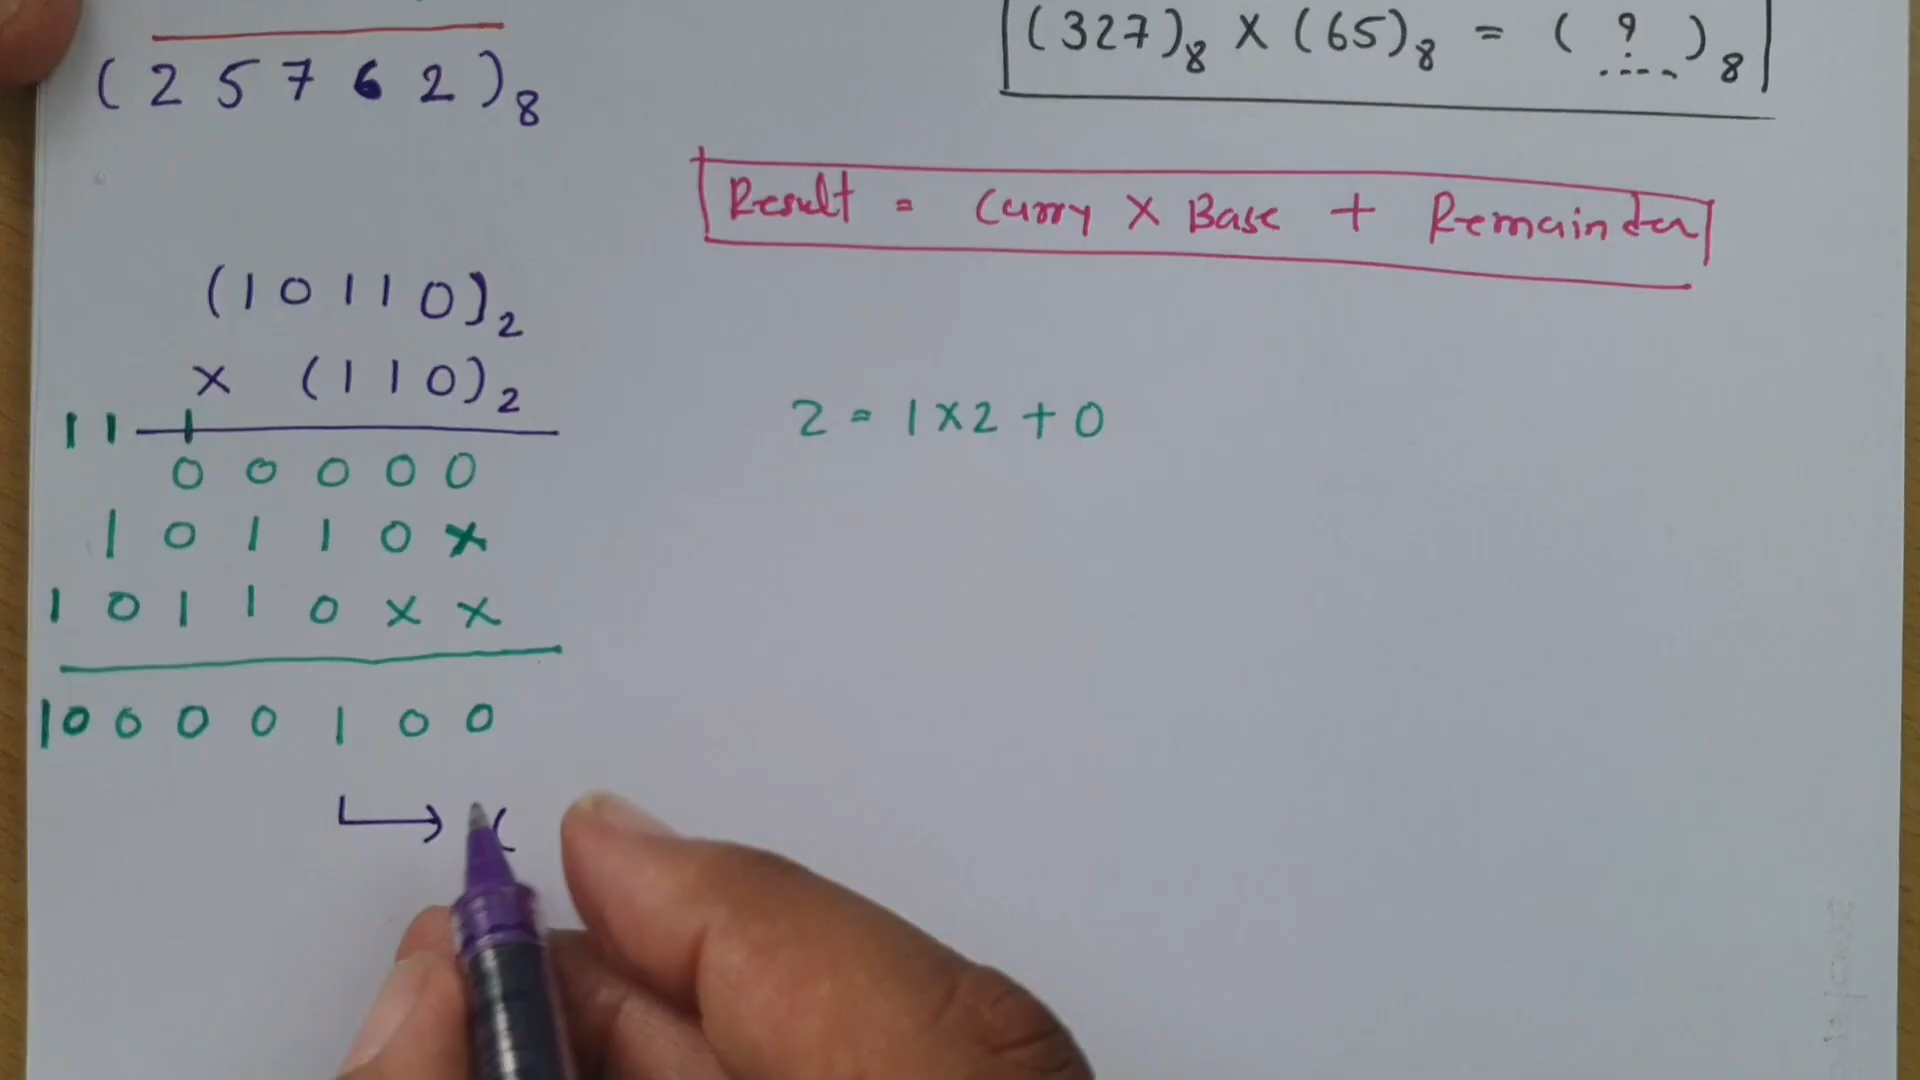 (327)₈ X (65)₈ = ( ? )₈
(25762)₈
Result = Carry X Base + Remainder
(10110)₂
x (110)₂
2 = 1x2 + 0
11 1
00000
10110x
10110xx
10000100
(